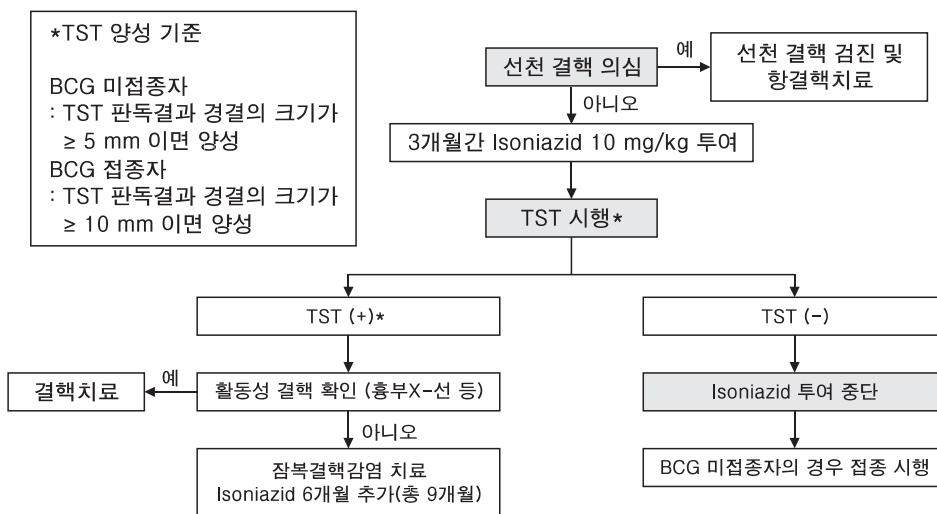 *TST 양성 기준
BCG 미접종자
: TST 판독결과 경결의 크기가
≥ 5 mm 이면 양성
BCG 접종자
: TST 판독결과 경결의 크기가
≥ 10 mm 이면 양성
선천 결핵 의심
예
선천 결핵 검진 및
항결핵치료
아니오
3개월간 Isoniazid 10 mg/kg 투여
TST 시행*
TST (+)*
TST (-)
결핵치료
예
활동성 결핵 확인 (흉부X-선 등)
Isoniazid 투여 중단
아니오
잠복결핵감염 치료
Isoniazid 6개월 추가(총 9개월)
BCG 미접종자의 경우 접종 시행